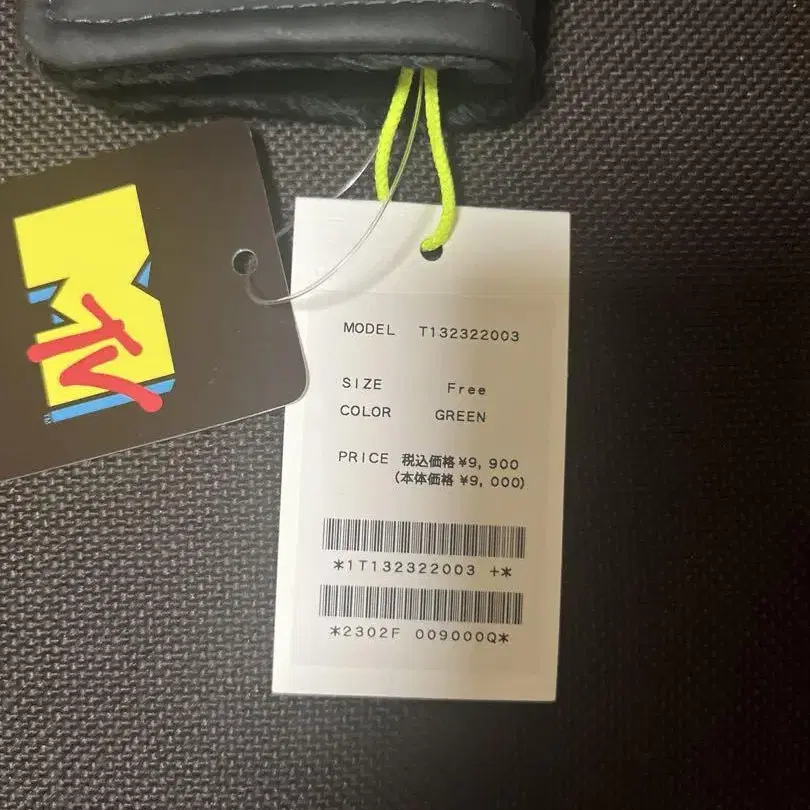 MTV
MODEL T132322003
SIZE Free
COLOR GREEN
PRICE 税込価格 ¥9,900
(本体価格 ¥9,000)
*1T132322003 +*
*2302F 009000Q*